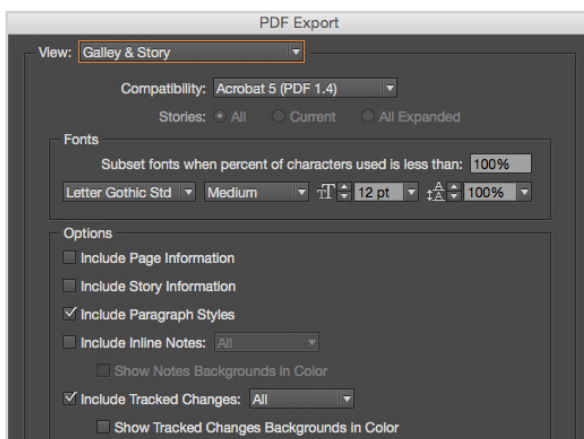 PDF Export
View: Galley & Story
Compatibility: Acrobat 5 (PDF 1.4)
Stories: All Current All Expanded
Fonts
Subset fonts when percent of characters used is less than: 100%
Letter Gothic Std Medium 12 pt 100%
Options
Include Page Information
Include Story Information
Include Paragraph Styles
Include Inline Notes: All
Show Notes Backgrounds in Color
Include Tracked Changes: All
Show Tracked Changes Backgrounds in Color